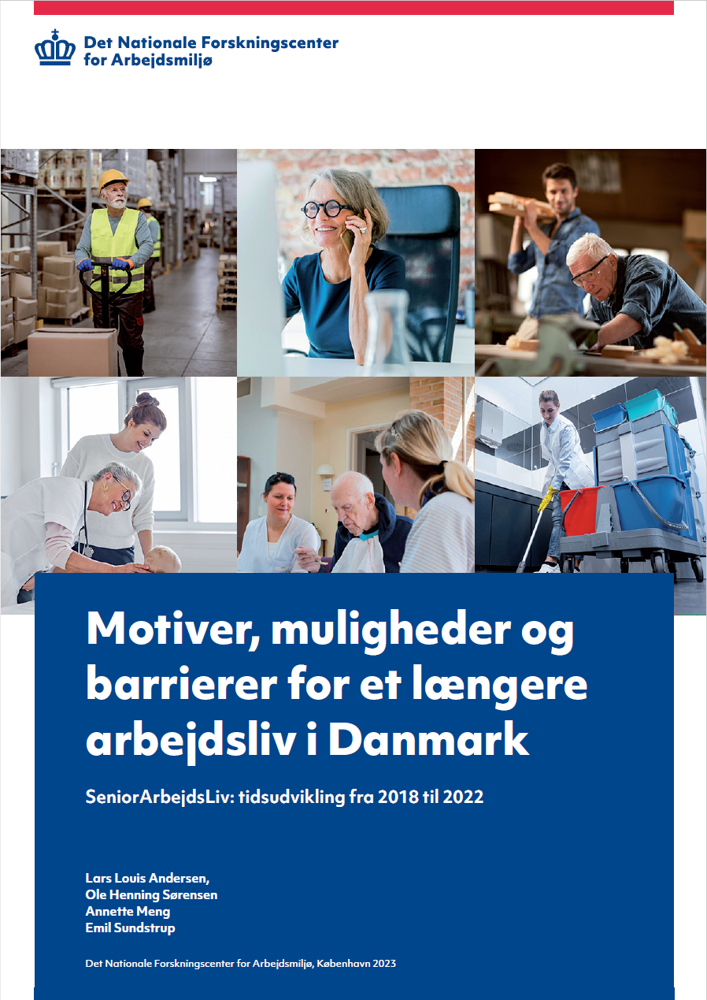 Det Nationale Forskningscenter
for Arbejdsmiljø
Motiver, muligheder og
barrierer for et længere
arbejdsliv i Danmark
SeniorArbejdsLiv: tidsudvikling fra 2018 til 2022
Lars Louis Andersen,
Ole Henning Sørensen
Annette Meng
Emil Sundstrup
Det Nationale Forskningscenter for Arbejdsmiljø, København 2023